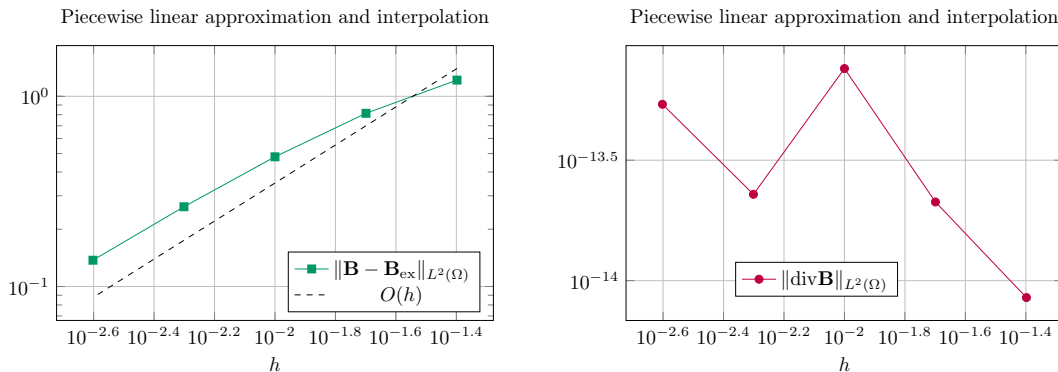 Piecewise linear approximation and interpolation
10^0
10^{-1}
‖B − B_ex‖_{L^2(Ω)}
O(h)
10^{-2.6} 10^{-2.4} 10^{-2.2} 10^{-2} 10^{-1.8} 10^{-1.6} 10^{-1.4}
h
Piecewise linear approximation and interpolation
10^{-13.5}
10^{-14}
‖divB‖_{L^2(Ω)}
10^{-2.6} 10^{-2.4} 10^{-2.2} 10^{-2} 10^{-1.8} 10^{-1.6} 10^{-1.4}
h